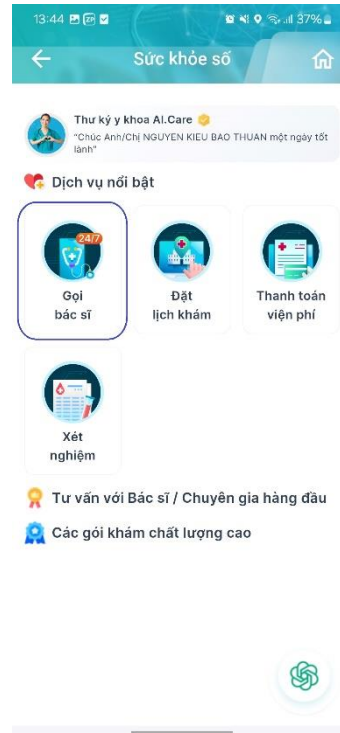 13:44 37%
Sức khỏe số
Thư ký y khoa AI.Care
"Chúc Anh/Chị NGUYEN KIEU BAO THUAN một ngày tốt
lành"
Dịch vụ nổi bật
24/7
Gọi
bác sĩ
Đặt
lịch khám
Thanh toán
viện phí
Xét
nghiệm
Tư vấn với Bác sĩ / Chuyên gia hàng đầu
Các gói khám chất lượng cao